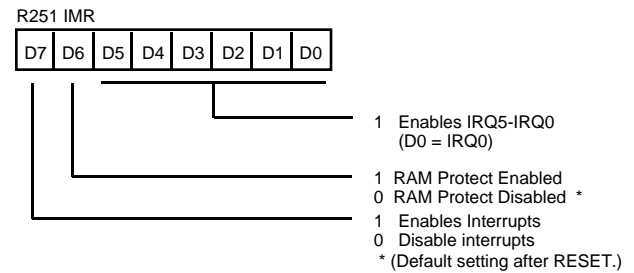 R251 IMR
D7 D6 D5 D4 D3 D2 D1 D0
1 Enables IRQ5-IRQ0
(D0 = IRQ0)
1 RAM Protect Enabled
0 RAM Protect Disabled *
1 Enables Interrupts
0 Disable interrupts
* (Default setting after RESET.)